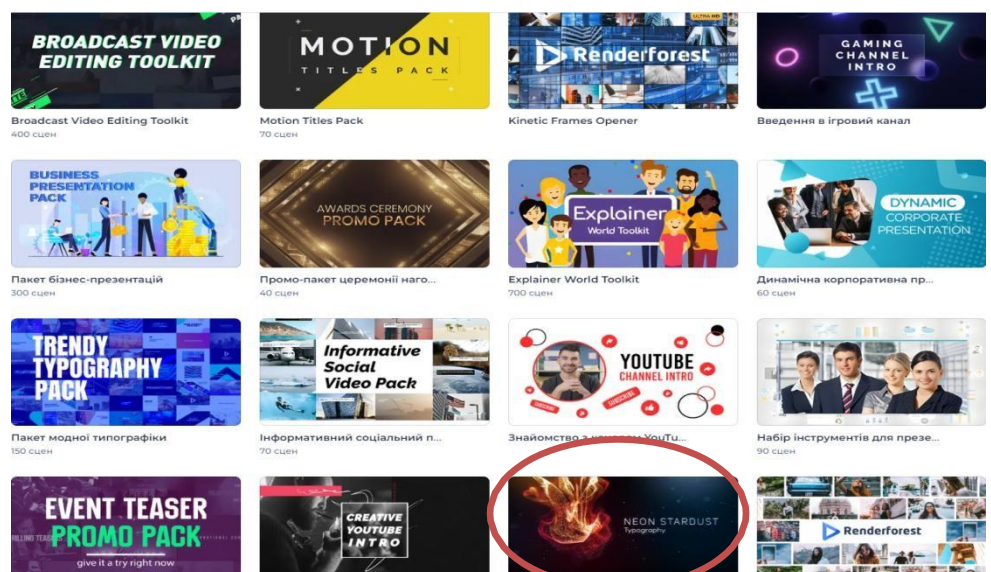 BROADCAST VIDEO
EDITING TOOLKIT
MOTION
TITLES PACK
ULTRA HD
Renderforest
GAMING
CHANNEL
INTRO
Broadcast Video Editing Toolkit
400 сцен
Motion Titles Pack
70 сцен
Kinetic Frames Opener
Введення в ігровий канал
BUSINESS
PRESENTATION
PACK
AWARDS CEREMONY
PROMO PACK
Explainer
World Toolkit
DYNAMIC
CORPORATE
PRESENTATION
Пакет бізнес-презентацій
300 сцен
Промо-пакет церемонії наго...
40 сцен
Explainer World Toolkit
700 сцен
Динамічна корпоративна пр...
60 сцен
TRENDY
TYPOGRAPHY
PACK
Informative
Social
Video Pack
YOUTUBE
CHANNEL INTRO
SUBSCRIBE
SUBSCRIBE
Пакет модної типографіки
150 сцен
Інформативний соціальний п...
70 сцен
Знайомство з каналом YouTu...
Набір інструментів для презе...
90 сцен
EVENT TEASER
PROMO PACK
give it a try right now
CREATIVE
YOUTUBE
INTRO
NEON STARDUST
Typography
Renderforest